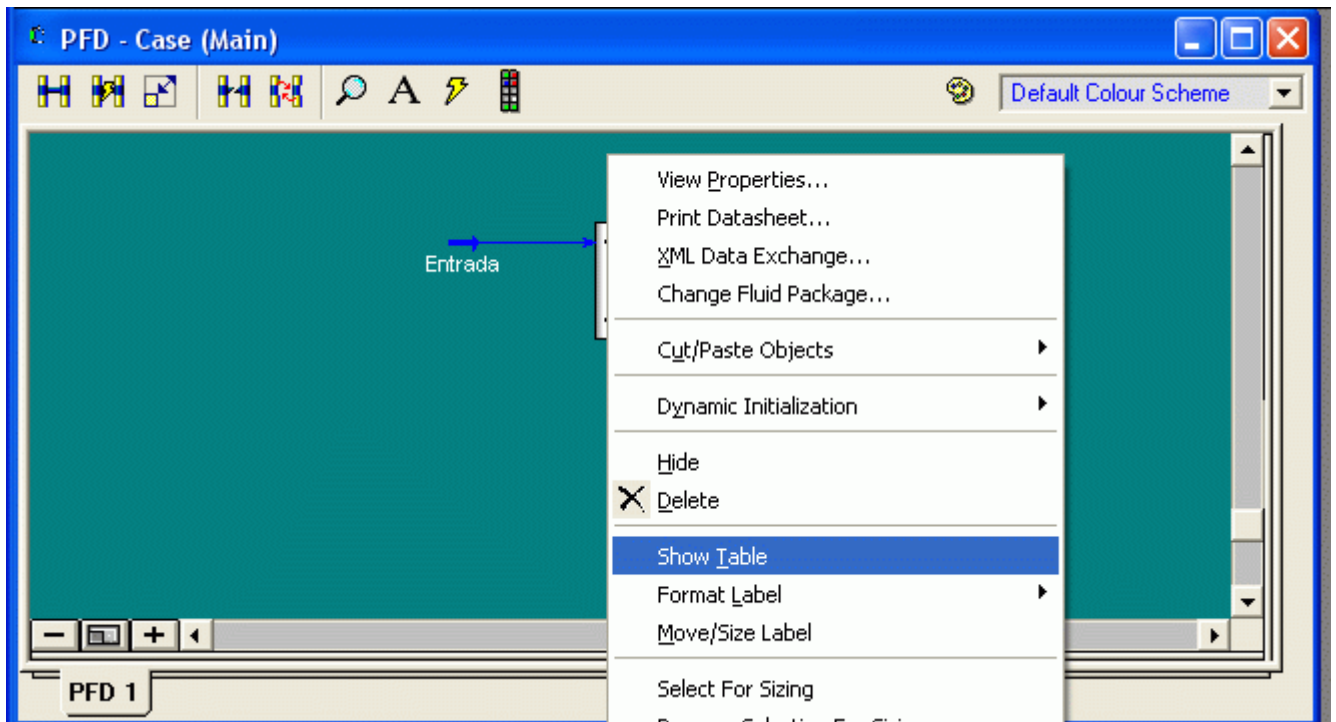 PFD - Case (Main)
A
Default Colour Scheme
View Properties...
Print Datasheet...
Entrada
XML Data Exchange...
Change Fluid Package...
Cut/Paste Objects
Dynamic Initialization
Hide
Delete
Show Table
Format Label
Move/Size Label
PFD 1
Select For Sizing